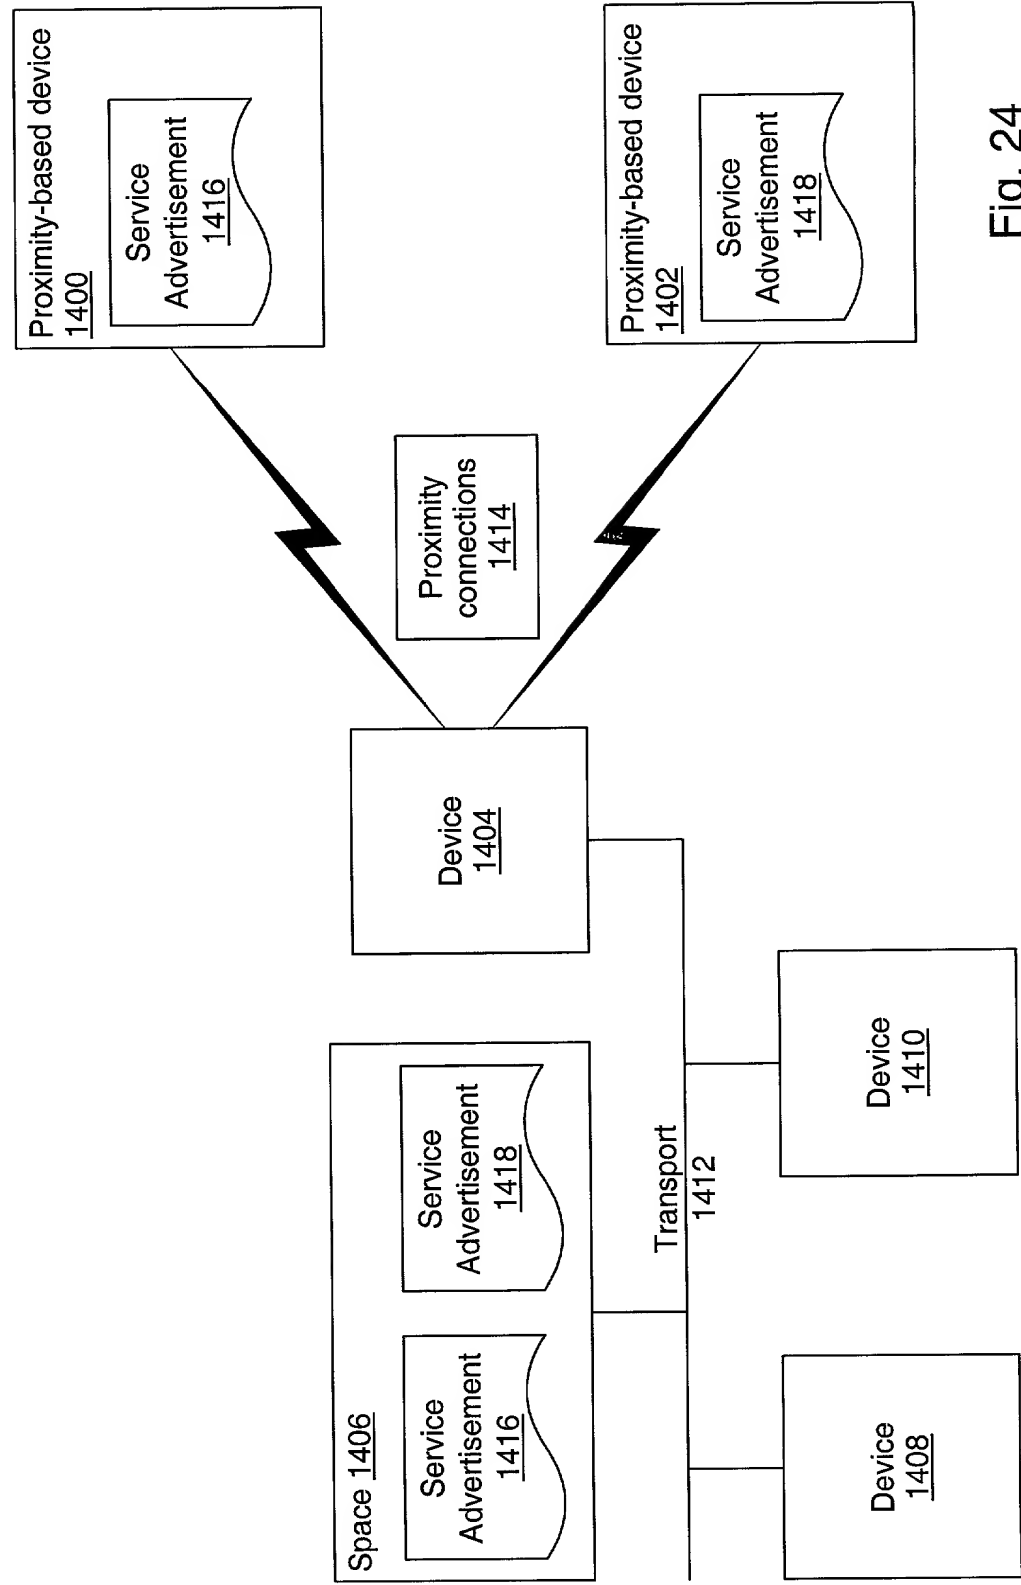 Space 1406
Service
Advertisement
1416
Service
Advertisement
1418
Device
1404
Proximity
connections
1414
Proximity-based device
1400
Service
Advertisement
1416
Proximity-based device
1402
Service
Advertisement
1418
Transport
1412
Device
1408
Device
1410
Fig. 24